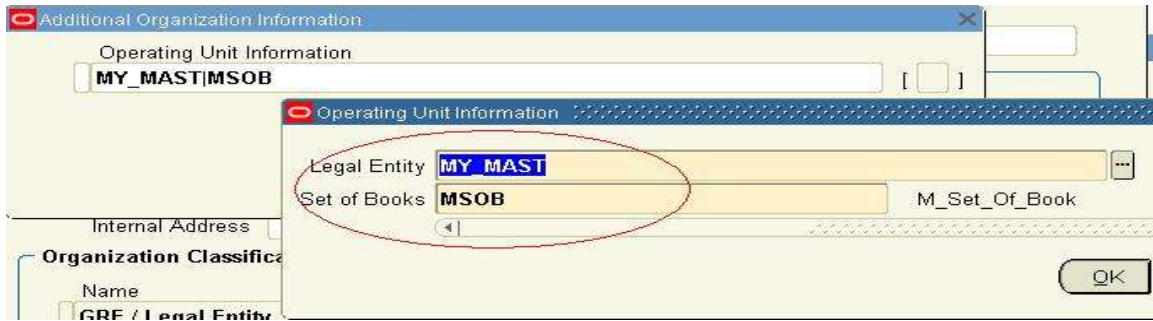 Additional Organization Information
Operating Unit Information
MY_MAST|MSOB
[ ]
Operating Unit Information
Legal Entity MY_MAST
Set of Books MSOB M_Set_Of_Book
Internal Address
OK
Organization Classifica
Name
GRE / Legal Entity